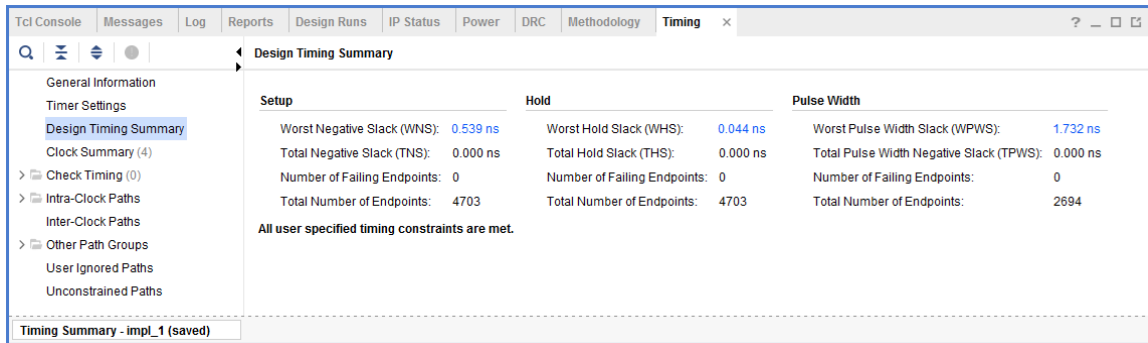 Tcl Console Messages Log Reports Design Runs IP Status Power DRC Methodology Timing × ? _
Design Timing Summary
General Information
Timer Settings
Design Timing Summary
Clock Summary (4)
> Check Timing (0)
> Intra-Clock Paths
Inter-Clock Paths
> Other Path Groups
User Ignored Paths
Unconstrained Paths
Setup Hold Pulse Width
Worst Negative Slack (WNS): 0.539 ns Worst Hold Slack (WHS): 0.044 ns Worst Pulse Width Slack (WPWS): 1.732 ns
Total Negative Slack (TNS): 0.000 ns Total Hold Slack (THS): 0.000 ns Total Pulse Width Negative Slack (TPWS): 0.000 ns
Number of Failing Endpoints: 0 Number of Failing Endpoints: 0 Number of Failing Endpoints: 0
Total Number of Endpoints: 4703 Total Number of Endpoints: 4703 Total Number of Endpoints: 2694
All user specified timing constraints are met.
Timing Summary - impl_1 (saved)